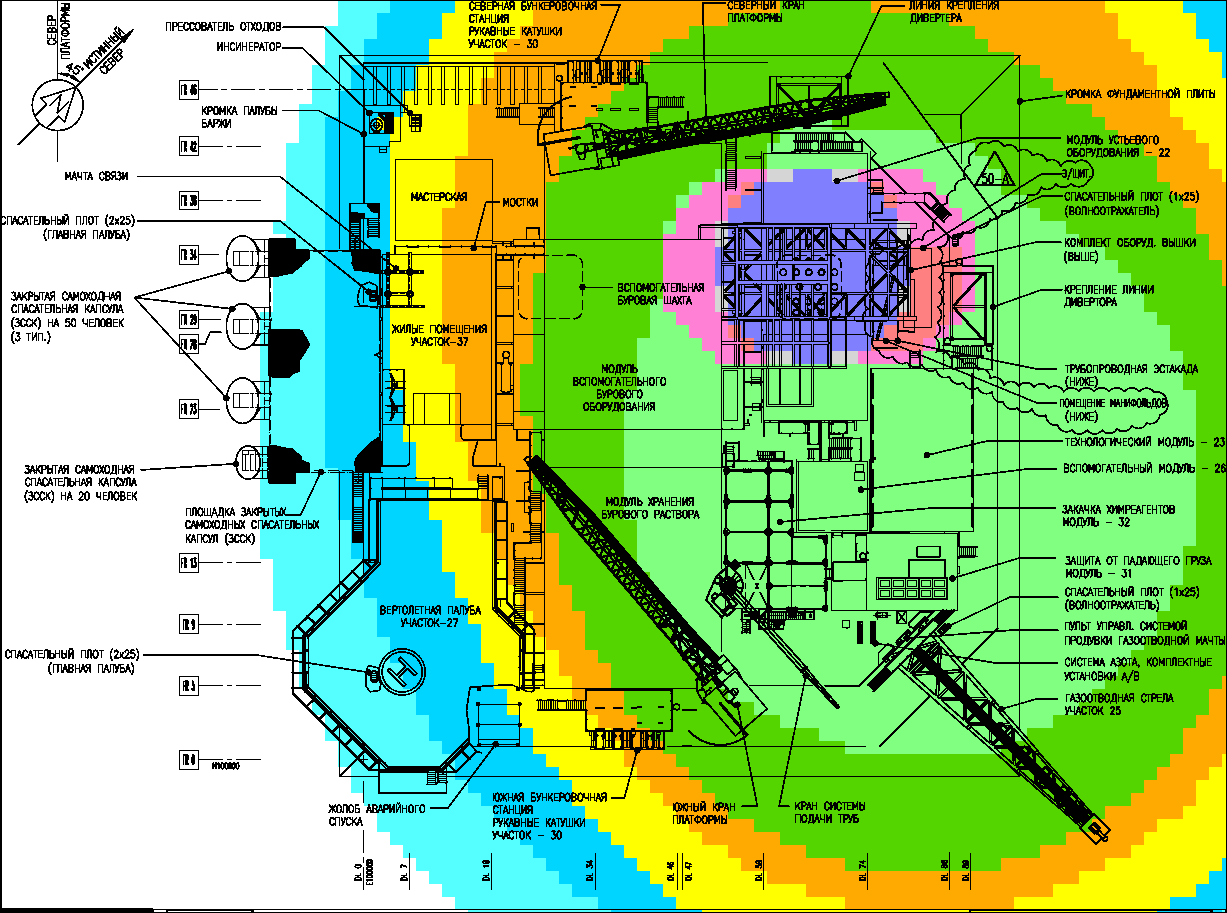 СЕВЕР
ПЛАТФОРМЫ
ИСТИННЫЙ
СЕВЕР
ПРЕССОВАТЕЛЬ ОТХОДОВ
ИНСИНЕРАТОР
КРОМКА ПАЛУБЫ
БАРЖИ
МАЧТА СВЯЗИ
СПАСАТЕЛЬНЫЙ ПЛОТ (2x25)
(ГЛАВНАЯ ПАЛУБА)
ЗАКРЫТАЯ САМОХОДНАЯ
СПАСАТЕЛЬНАЯ КАПСУЛА
(ЗССК) НА 50 ЧЕЛОВЕК
(3 ТИП.)
ЗАКРЫТАЯ САМОХОДНАЯ
СПАСАТЕЛЬНАЯ КАПСУЛА
(ЗССК) НА 20 ЧЕЛОВЕК
ПЛОЩАДКА ЗАКРЫТЫХ
САМОХОДНЫХ СПАСАТЕЛЬНЫХ
КАПСУЛ (ЗССК)
СПАСАТЕЛЬНЫЙ ПЛОТ (2x25)
(ГЛАВНАЯ ПАЛУБА)
СЕВЕРНАЯ БУНКЕРОВОЧНАЯ
СТАНЦИЯ
РУКАВНЫЕ КАТУШКИ
УЧАСТОК - 30
СЕВЕРНЫЙ КРАН
ПЛАТФОРМЫ
ЛИНИЯ КРЕПЛЕНИЯ
ДИВЕРТЕРА
МАСТЕРСКАЯ
МОСТКИ
ЖИЛЫЕ ПОМЕЩЕНИЯ
УЧАСТОК-37
ВСПОМОГАТЕЛЬНАЯ
БУРОВАЯ ШАХТА
МОДУЛЬ
ВСПОМОГАТЕЛЬНОГО
БУРОВОГО
ОБОРУДОВАНИЯ
МОДУЛЬ ХРАНЕНИЯ
БУРОВОГО РАСТВОРА
ВЕРТОЛЕТНАЯ ПАЛУБА
УЧАСТОК-27
H
КРОМКА ФУНДАМЕНТНОЙ ПЛИТЫ
МОДУЛЬ УСТЬЕВОГО
ОБОРУДОВАНИЯ - 22
50-A
Э/ЩИТ.
СПАСАТЕЛЬНЫЙ ПЛОТ (1x25)
(ВОЛНООТРАЖАТЕЛЬ)
КОМПЛЕКТ ОБОРУД. ВЫШКИ
(ВЫШЕ)
КРЕПЛЕНИЕ ЛИНИИ
ДИВЕРТОРА
ТРУБОПРОВОДНАЯ ЭСТАКАДА
(НИЖЕ)
ПОМЕЩЕНИЕ МАНИФОЛЬДОВ
(НИЖЕ)
ТЕХНОЛОГИЧЕСКИЙ МОДУЛЬ - 23
ВСПОМОГАТЕЛЬНЫЙ МОДУЛЬ - 26
ЗАКАЧКА ХИМРЕАГЕНТОВ
МОДУЛЬ - 32
ЗАЩИТА ОТ ПАДАЮЩЕГО ГРУЗА
МОДУЛЬ - 31
СПАСАТЕЛЬНЫЙ ПЛОТ (1x25)
(ВОЛНООТРАЖАТЕЛЬ)
ПУЛЬТ УПРАВЛ. СИСТЕМОЙ
ПРОДУВКИ ГАЗООТВОДНОЙ МАЧТЫ
СИСТЕМА АЗОТА, КОМПЛЕКТНЫЕ
УСТАНОВКИ А/В
ГАЗООТВОДНАЯ СТРЕЛА
УЧАСТОК 25
ЖОЛОБ АВАРИЙНОГО
СПУСКА
ЮЖНАЯ БУНКЕРОВОЧНАЯ
СТАНЦИЯ
РУКАВНЫЕ КАТУШКИ
УЧАСТОК - 30
ЮЖНЫЙ КРАН
ПЛАТФОРМЫ
КРАН СИСТЕМЫ
ПОДАЧИ ТРУБ